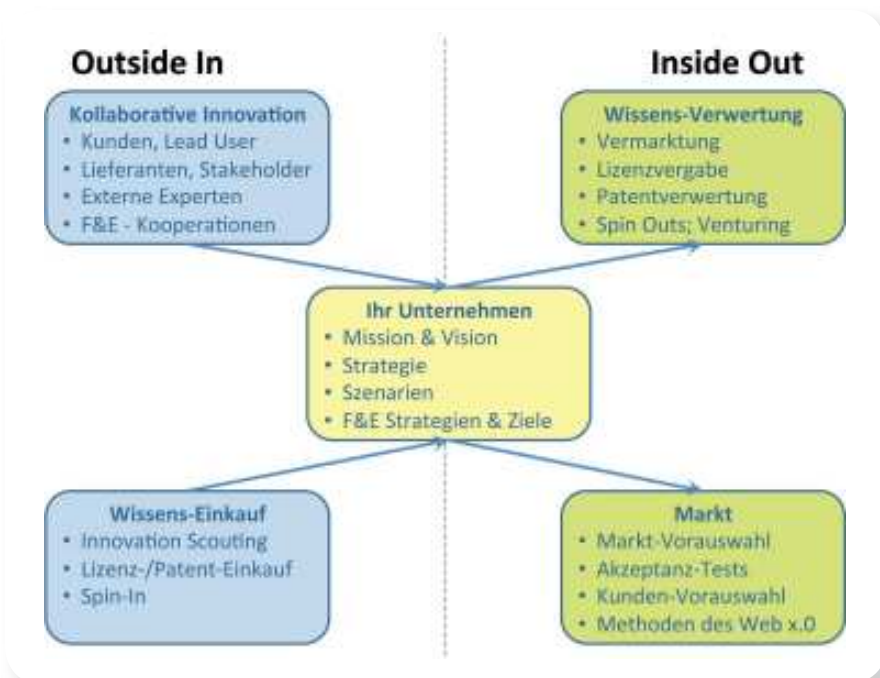 Outside In
Inside Out
Kollaborative Innovation
• Kunden, Lead User
• Lieferanten, Stakeholder
• Externe Experten
• F&E - Kooperationen
Wissens-Verwertung
• Vermarktung
• Lizenzvergabe
• Patentverwertung
• Spin Outs; Venturing
Ihr Unternehmen
• Mission & Vision
• Strategie
• Szenarien
• F&E Strategien & Ziele
Wissens-Einkauf
• Innovation Scouting
• Lizenz-/Patent-Einkauf
• Spin-In
Markt
• Markt-Vorauswahl
• Akzeptanz-Tests
• Kunden-Vorauswahl
• Methoden des Web x.0